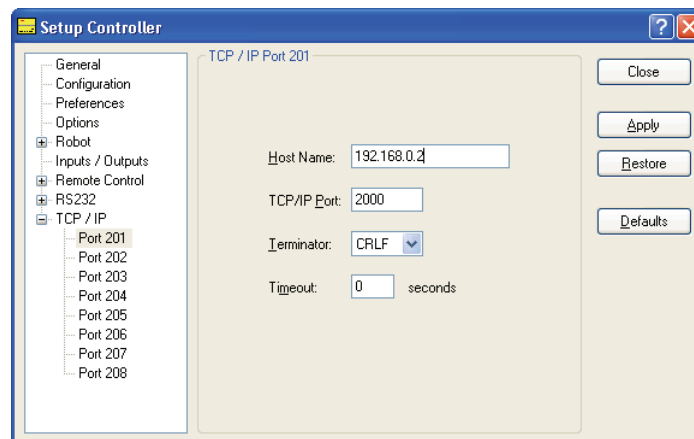 Setup Controller
General
Configuration
Preferences
Options
Robot
Inputs / Outputs
Remote Control
RS232
TCP / IP
Port 201
Port 202
Port 203
Port 204
Port 205
Port 206
Port 207
Port 208
TCP / IP Port 201
Host Name: 192.168.0.2
TCP/IP Port: 2000
Terminator: CRLF
Timeout: 0 seconds
Close
Apply
Restore
Defaults